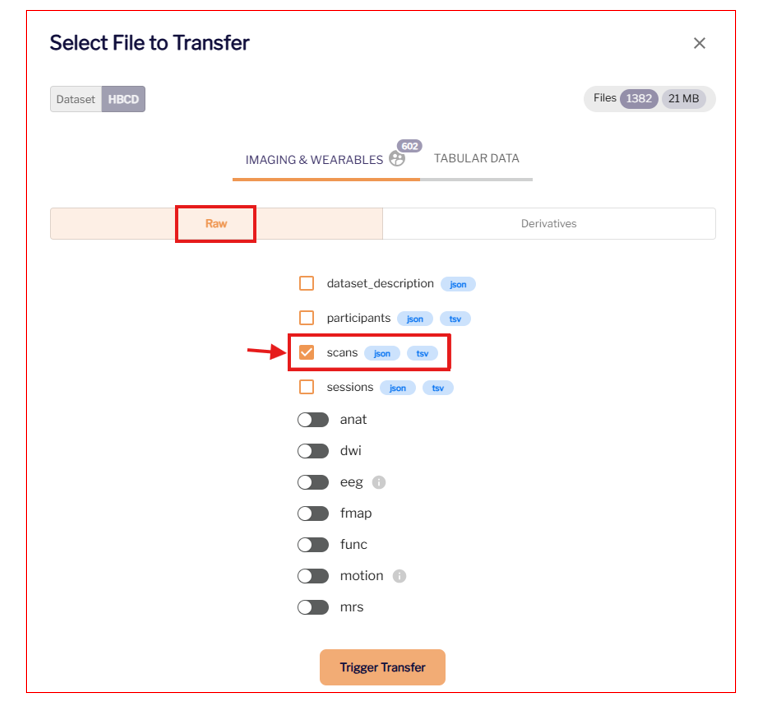 Select File to Transfer
Dataset HBCD
Files 1382 21 MB
IMAGING & WEARABLES 602 TABULAR DATA
Raw Derivatives
dataset_description json
participants json tsv
scans json tsv
sessions json tsv
anat
dwi
eeg
fmap
func
motion
mrs
Trigger Transfer